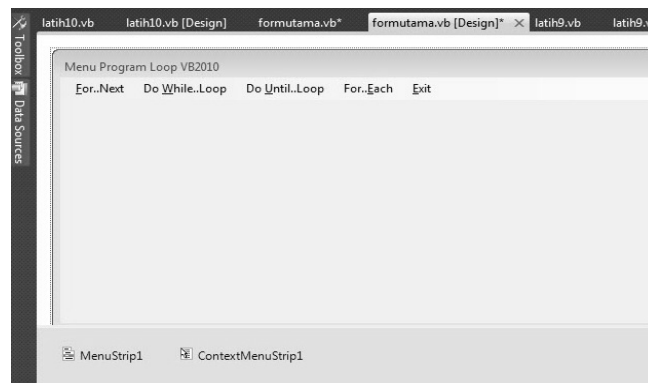 latih10.vb latih10.vb [Design] formutama.vb* formutama.vb [Design]* × latih9.vb latih9.v
Toolbox
Data Sources
Menu Program Loop VB2010
For..Next Do While..Loop Do Until..Loop For..Each Exit
MenuStrip1 ContextMenuStrip1